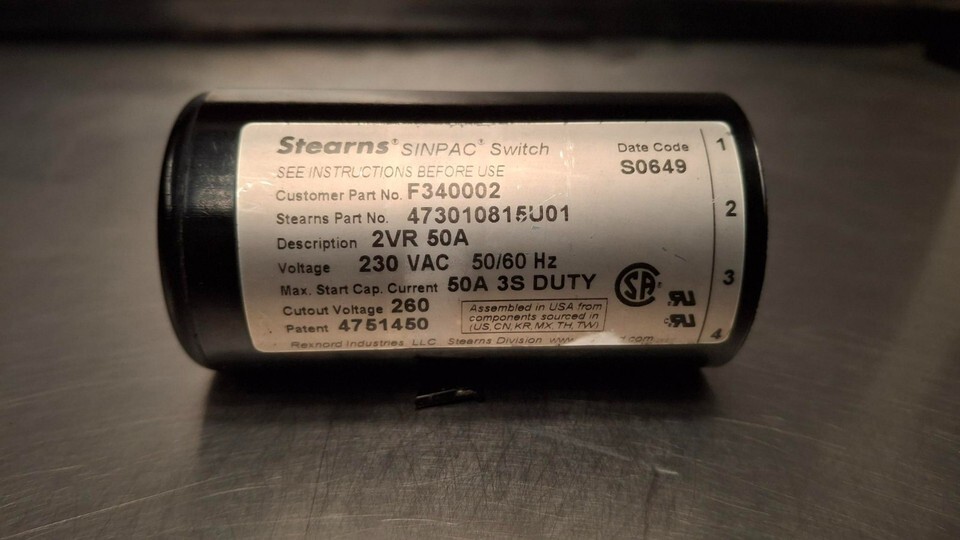 Stearns® SINPAC® Switch
Date Code
S0649
SEE INSTRUCTIONS BEFORE USE
Customer Part No. F340002
Stearns Part No. 473010815U01
Description 2VR 50A
Voltage 230 VAC 50/60 Hz
Max. Start Cap. Current 50A 3S DUTY
Cutout Voltage 260
Patent 4751450
Assembled in USA from
components sourced in
(US, CN, KR, MX, TH, TW)
Rexnord Industries, LLC Stearns Division
1
2
3
4